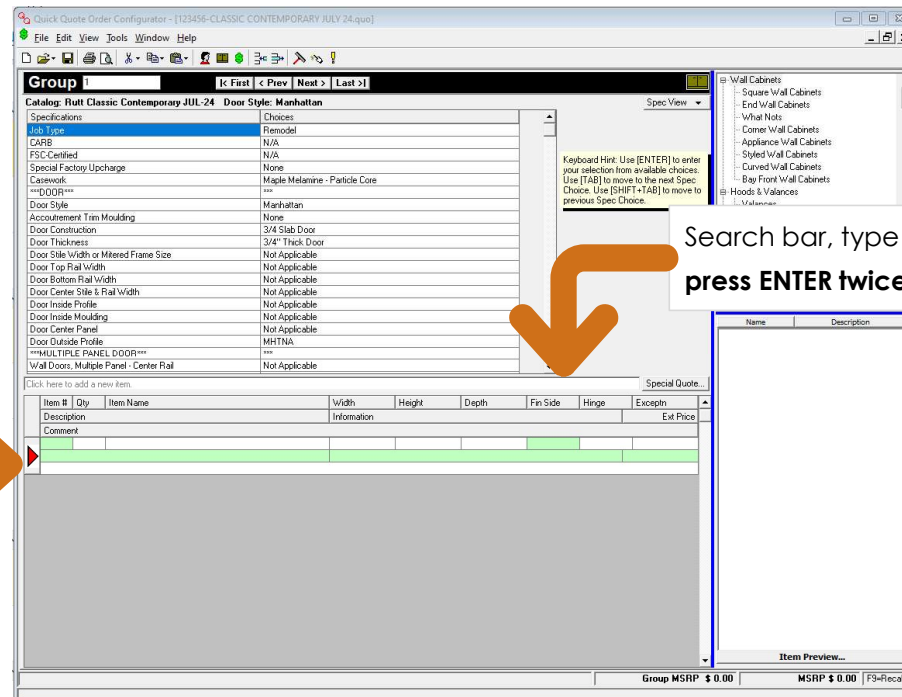 Quick Quote Order Configurator - [123456-CLASSIC CONTEMPORARY JULY 24.quo]
File Edit View Tools Window Help
Group 1 |< First < Prev Next > Last >|
Catalog: Rutt Classic Contemporary JUL-24 Door Style: Manhattan Spec View
Specifications Choices
Job Type Remodel
CARB N/A
FSC-Certified N/A
Special Factory Upcharge None
Casework Maple Melamine - Particle Core
***DOOR*** ***
Door Style Manhattan
Accoutrement Trim Moulding None
Door Construction 3/4 Slab Door
Door Thickness 3/4" Thick Door
Door Stile Width or Mitered Frame Size Not Applicable
Door Top Rail Width Not Applicable
Door Bottom Rail Width Not Applicable
Door Center Stile & Rail Width Not Applicable
Door Inside Profile Not Applicable
Door Inside Moulding Not Applicable
Door Center Panel Not Applicable
Door Outside Profile MHTNA
***MULTIPLE PANEL DOOR*** ***
Wall Doors, Multiple Panel - Center Rail Not Applicable
Keyboard Hint: Use [ENTER] to enter
your selection from available choices.
Use [TAB] to move to the next Spec
Choice. Use [SHIFT+TAB] to move to
previous Spec Choice.
Wall Cabinets
Square Wall Cabinets
End Wall Cabinets
What Nots
Corner Wall Cabinets
Appliance Wall Cabinets
Styled Wall Cabinets
Curved Wall Cabinets
Bay Front Wall Cabinets
Hoods & Valances
Valances
Search bar, type
press ENTER twice
Name Description
Click here to add a new item. Special Quote...
Item # Qty Item Name Width Height Depth Fin Side Hinge Exceptn
Description Information Ext Price
Comment
Item Preview...
Group MSRP $ 0.00 MSRP $ 0.00 F9=Recal